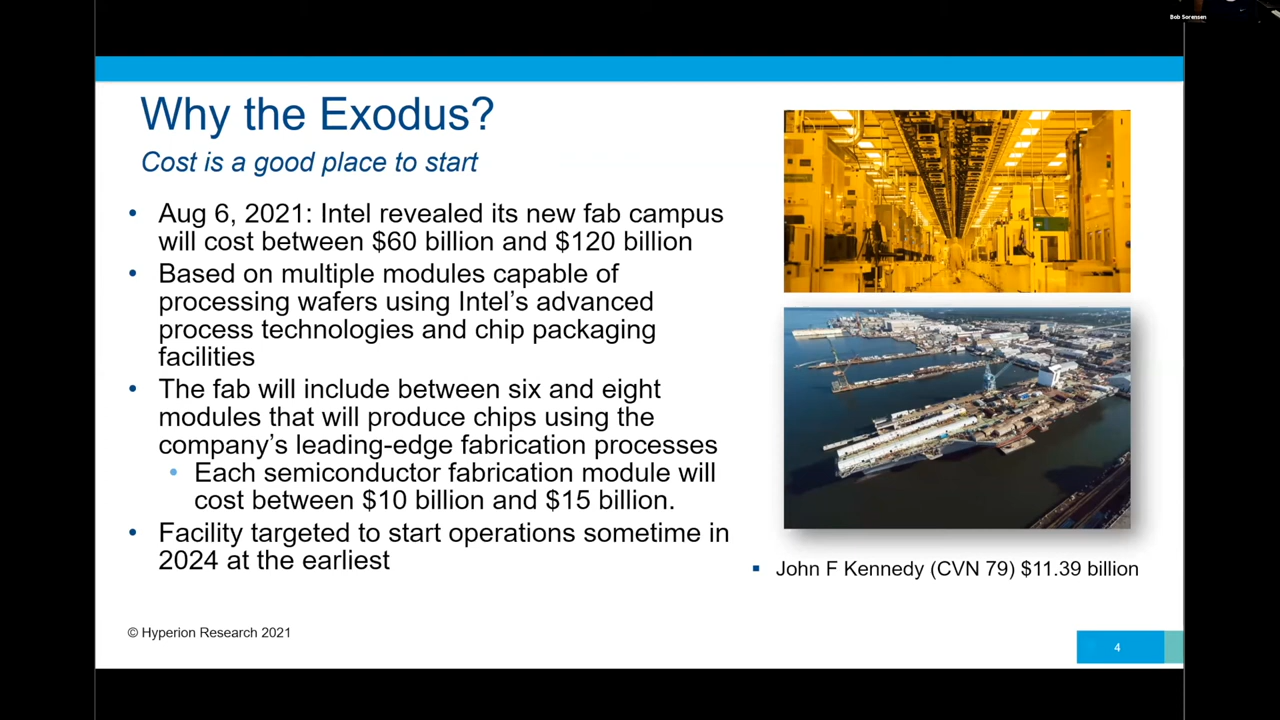 Bob Sorensen
Why the Exodus?
Cost is a good place to start
• Aug 6, 2021: Intel revealed its new fab campus
will cost between $60 billion and $120 billion
• Based on multiple modules capable of
processing wafers using Intel’s advanced
process technologies and chip packaging
facilities
• The fab will include between six and eight
modules that will produce chips using the
company’s leading-edge fabrication processes
• Each semiconductor fabrication module will
cost between $10 billion and $15 billion.
• Facility targeted to start operations sometime in
2024 at the earliest
▪ John F Kennedy (CVN 79) $11.39 billion
© Hyperion Research 2021
4